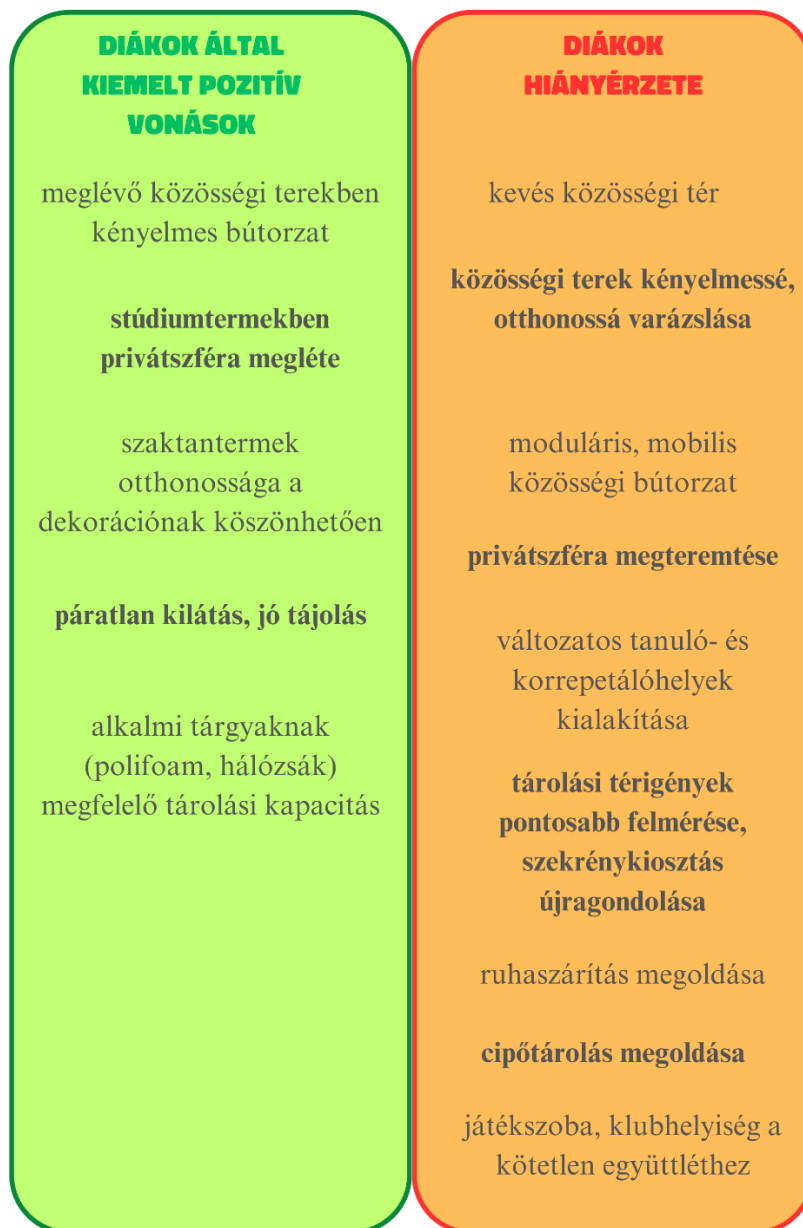 DIÁKOK ÁLTAL
KIEMELT POZITÍV
VONÁSOK
meglévő közösségi terekben
kényelmes bútorzat
stúdiumtermekben
privátszféra megléte
szaktantermek
otthonossága a
dekorációnak köszönhetően
páratlan kilátás, jó tájolás
alkalmi tárgyaknak
(polifoam, hálózsák)
megfelelő tárolási kapacitás
DIÁKOK
HIÁNYÉRZETE
kevés közösségi tér
közösségi terek kényelmessé,
otthonossá varázslása
moduláris, mobilis
közösségi bútorzat
privátszféra megteremtése
változatos tanuló- és
korrepetálóhelyek
kialakítása
tárolási térigények
pontosabb felmérése,
szekrénykiosztás
újragondolása
ruhaszárítás megoldása
cipőtárolás megoldása
játékszoba, klubhelyiség a
kötetlen együttléthez